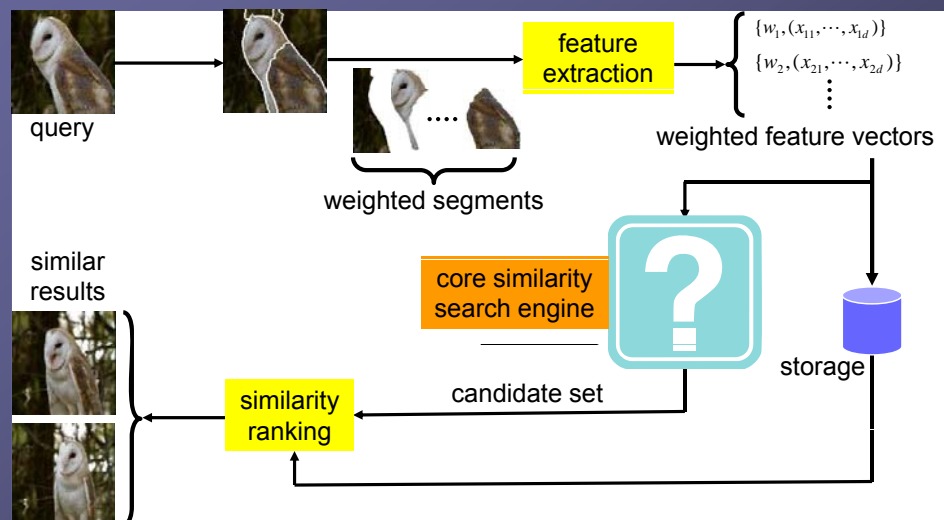 query
feature
extraction
{w₁,(x₁₁,⋯,x₁d)}
{w₂,(x₂₁,⋯,x₂d)}
⋮
weighted feature vectors
....
weighted segments
core similarity
search engine
?
storage
candidate set
similarity
ranking
similar
results